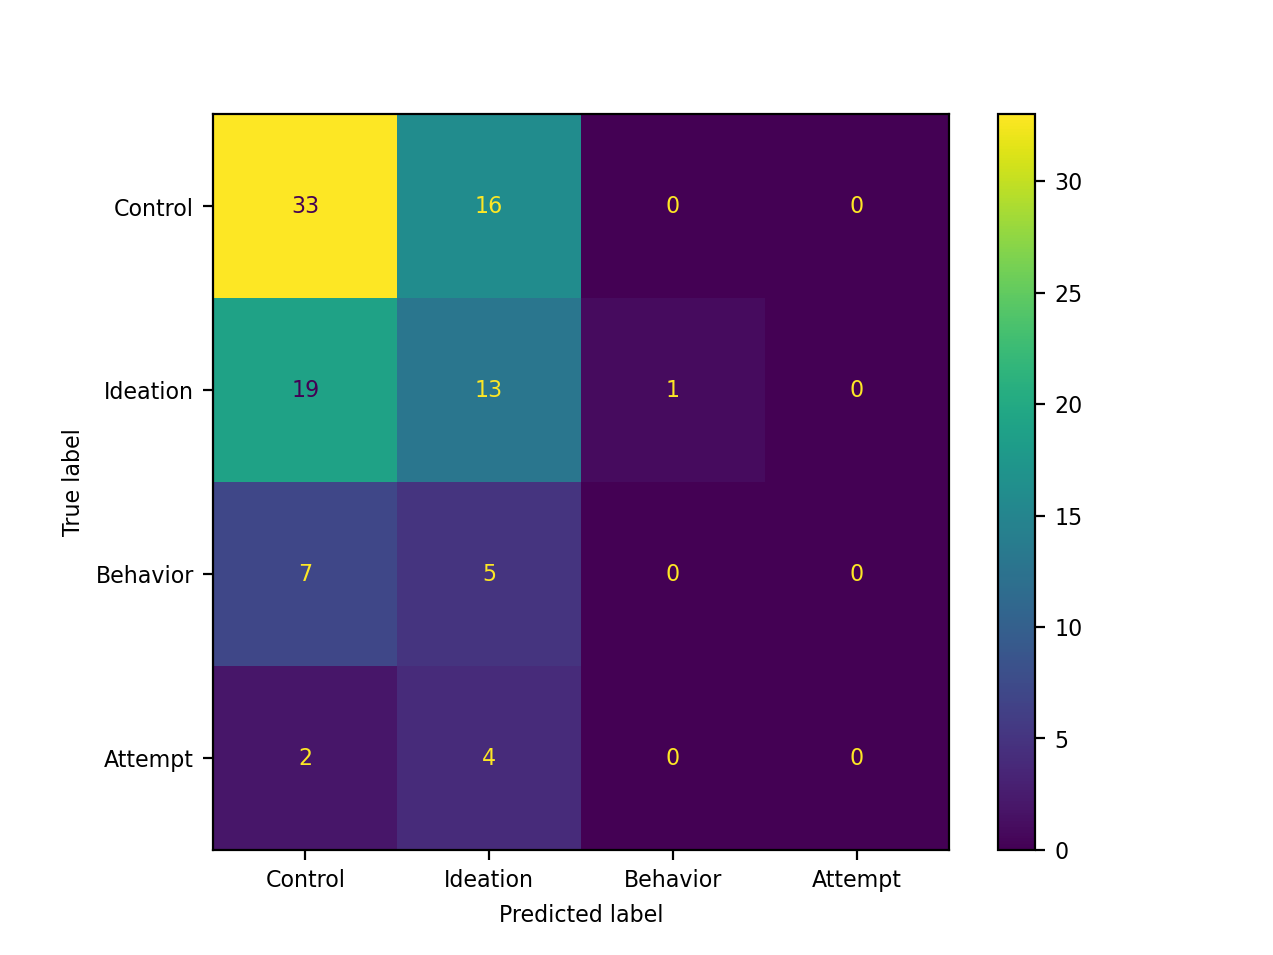 Control 33 16 0 0
Ideation 19 13 1 0
Behavior 7 5 0 0
Attempt 2 4 0 0
True label
Control Ideation Behavior Attempt
Predicted label
30
25
20
15
10
5
0